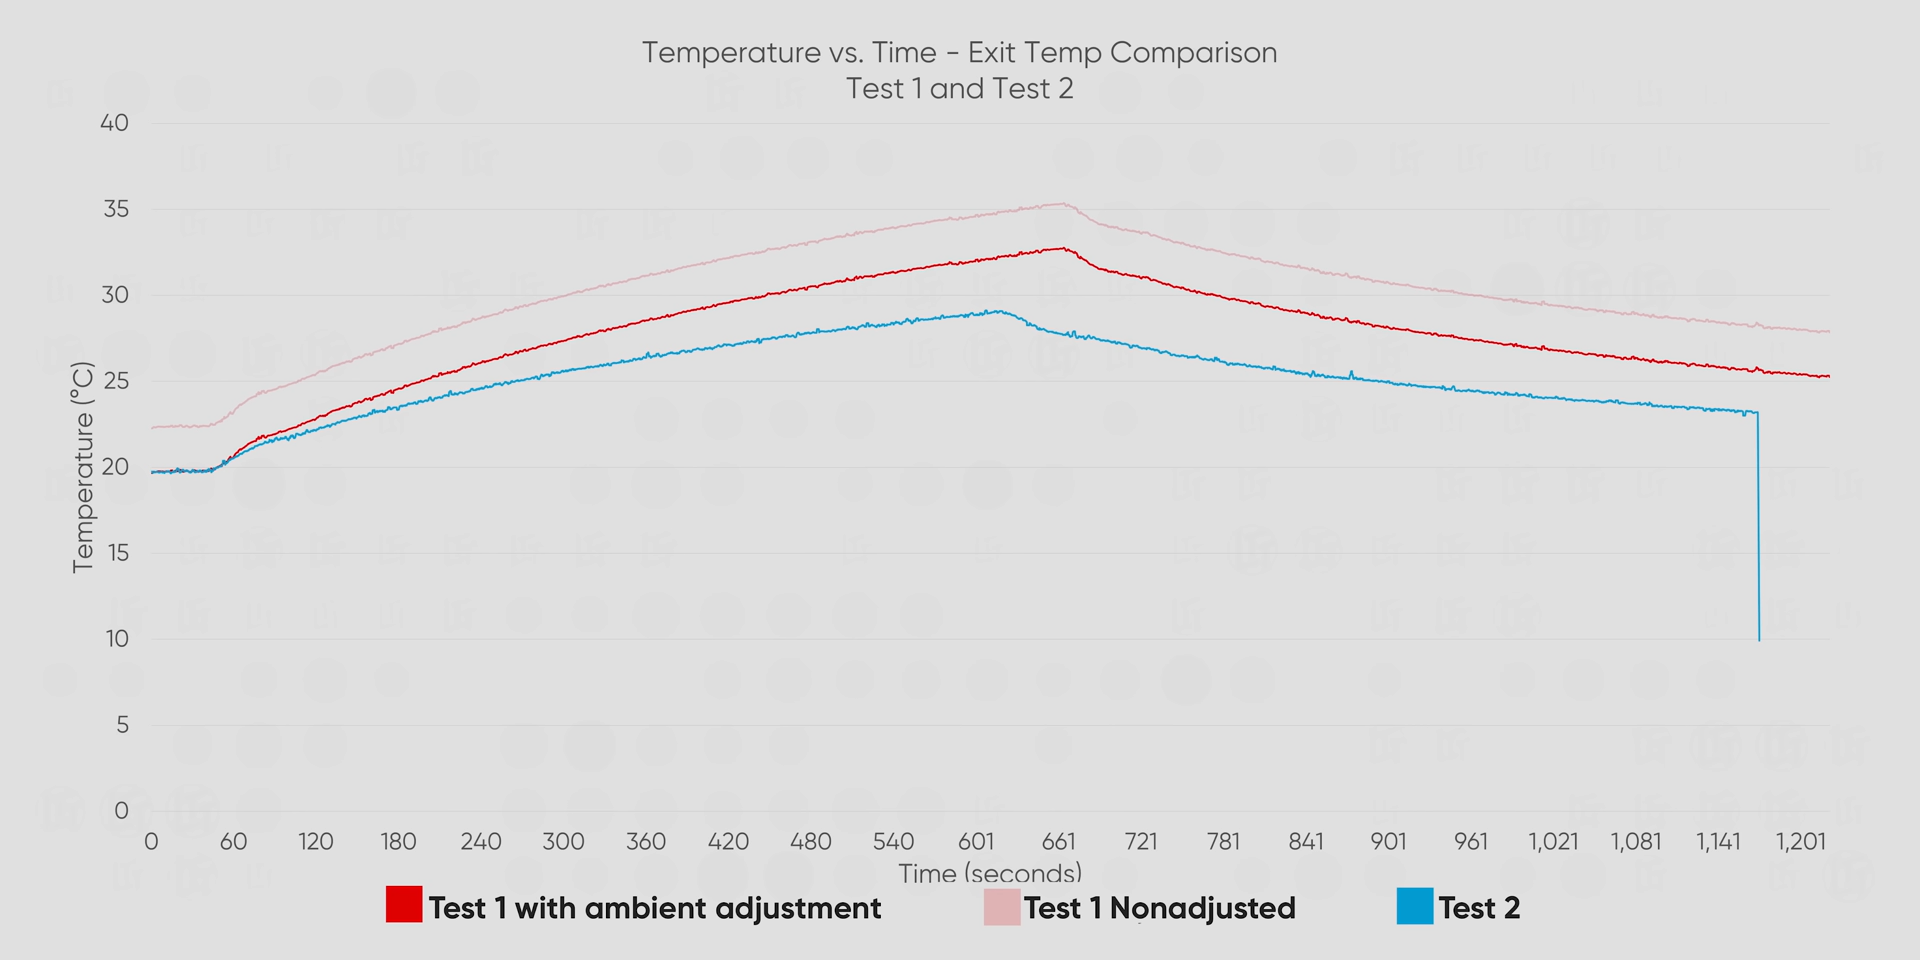 Temperature vs. Time - Exit Temp Comparison
Test 1 and Test 2
40
35
30
25
20
15
10
5
0
Temperature (°C)
0 60 120 180 240 300 360 420 480 540 601 661 721 781 841 901 961 1,021 1,081 1,141 1,201
Time (seconds)
Test 1 with ambient adjustment Test 1 Nonadjusted Test 2